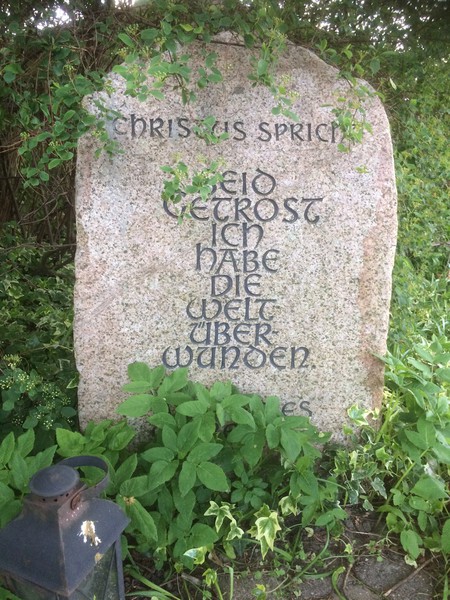 CHRISTUS SPRICHT
SEID
GETROST
ICH
HABE
DIE
WELT
ÜBER-
WUNDEN.